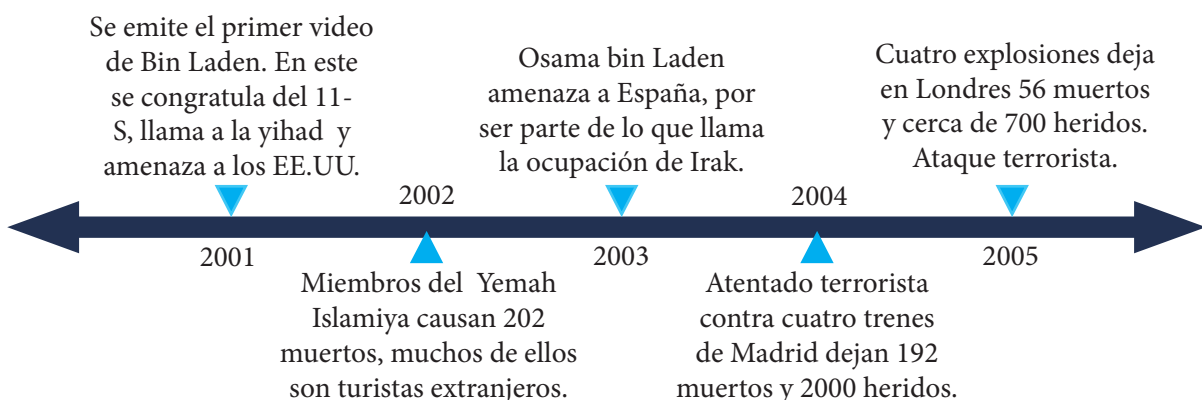 Se emite el primer video
de Bin Laden. En este
se congratula del 11-
S, llama a la yihad y
amenaza a los EE.UU.
2001
2002
Miembros del Yemah
Islamiya causan 202
muertos, muchos de ellos
son turistas extranjeros.
Osama bin Laden
amenaza a España, por
ser parte de lo que llama
la ocupación de Irak.
2003
2004
Atentado terrorista
contra cuatro trenes
de Madrid dejan 192
muertos y 2000 heridos.
Cuatro explosiones deja
en Londres 56 muertos
y cerca de 700 heridos.
Ataque terrorista.
2005